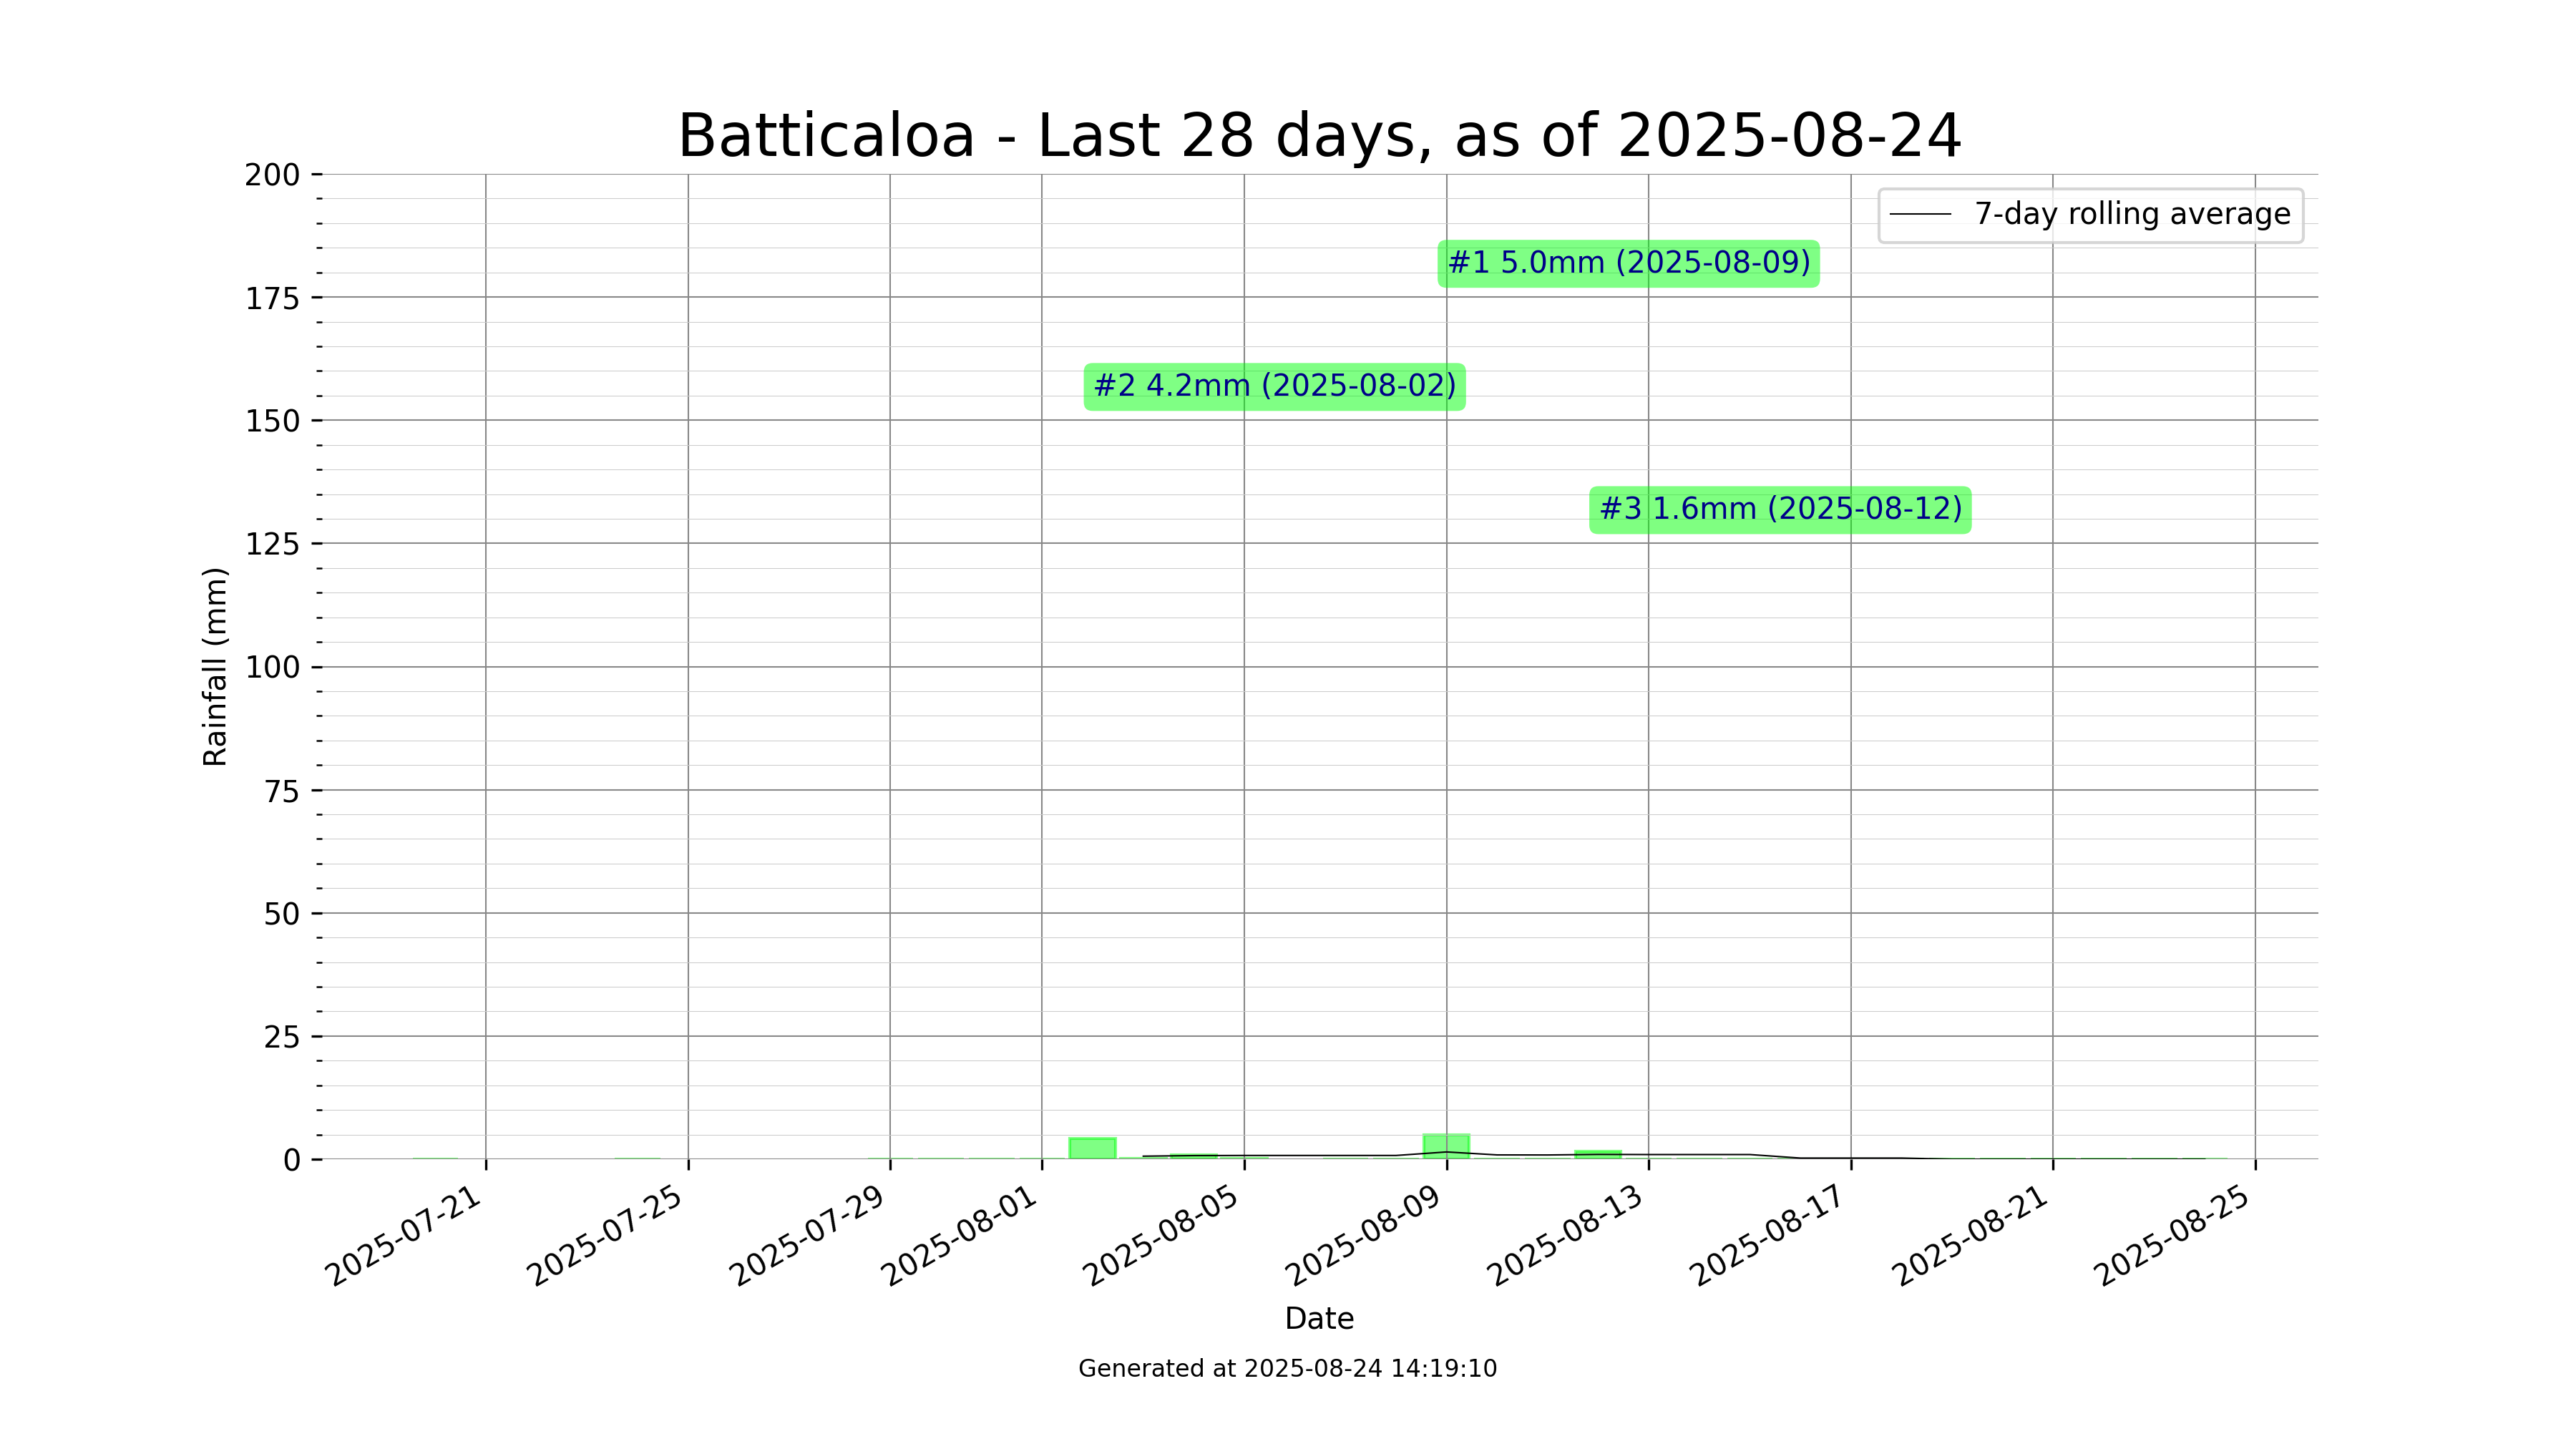 Batticaloa - Last 28 days, as of 2025-08-24
7-day rolling average
#1 5.0mm (2025-08-09)
#2 4.2mm (2025-08-02)
#3 1.6mm (2025-08-12)
Rainfall (mm)
200
175
150
125
100
75
50
25
0
2025-07-21
2025-07-25
2025-07-29
2025-08-01
2025-08-05
2025-08-09
2025-08-13
2025-08-17
2025-08-21
2025-08-25
Date
Generated at 2025-08-24 14:19:10